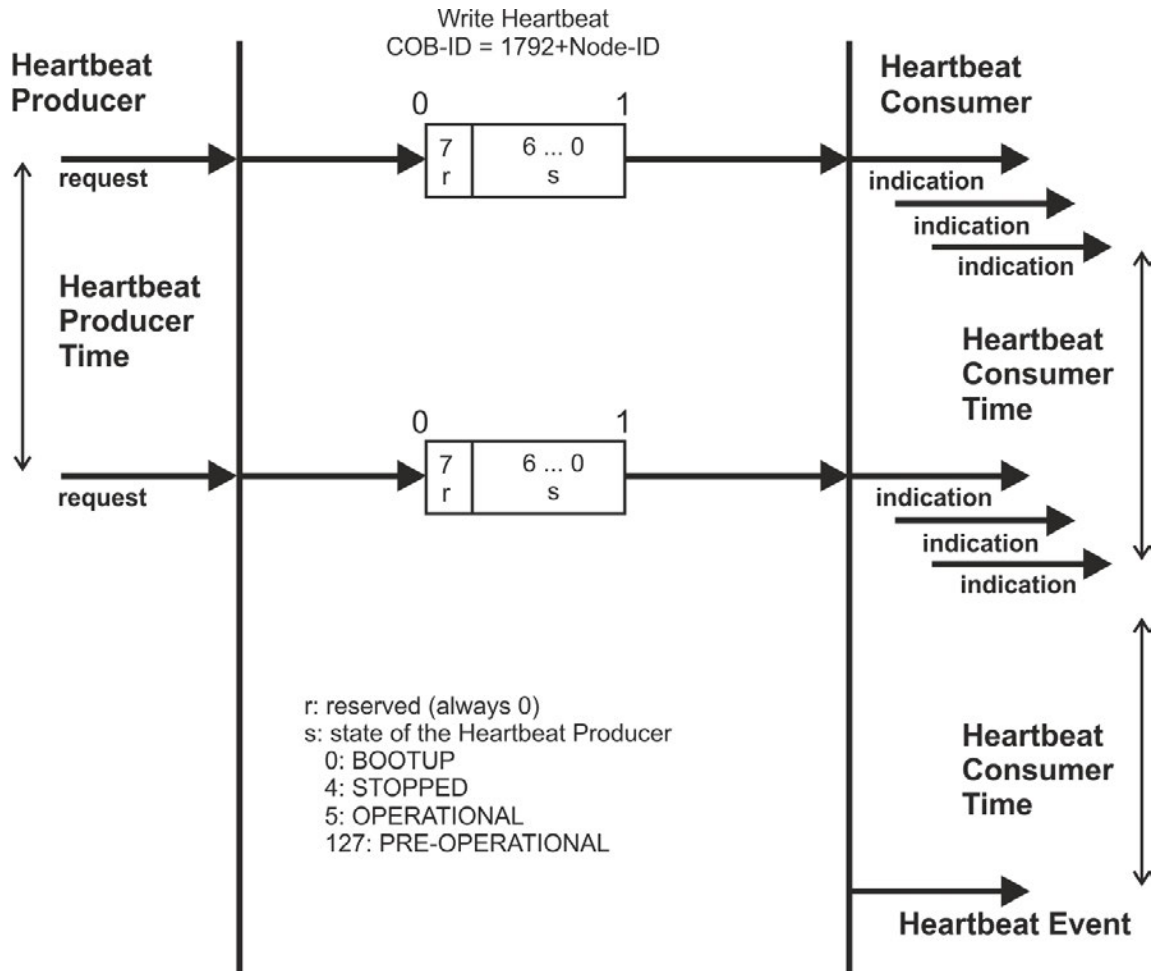 Write Heartbeat
COB-ID = 1792+Node-ID
Heartbeat
Producer
Heartbeat
Consumer
0 1
7 6 ... 0
r s
request
indication
indication
indication
Heartbeat
Producer
Time
Heartbeat
Consumer
Time
0 1
7 6 ... 0
r s
request
indication
indication
indication
r: reserved (always 0)
s: state of the Heartbeat Producer
0: BOOTUP
4: STOPPED
5: OPERATIONAL
127: PRE-OPERATIONAL
Heartbeat
Consumer
Time
Heartbeat Event